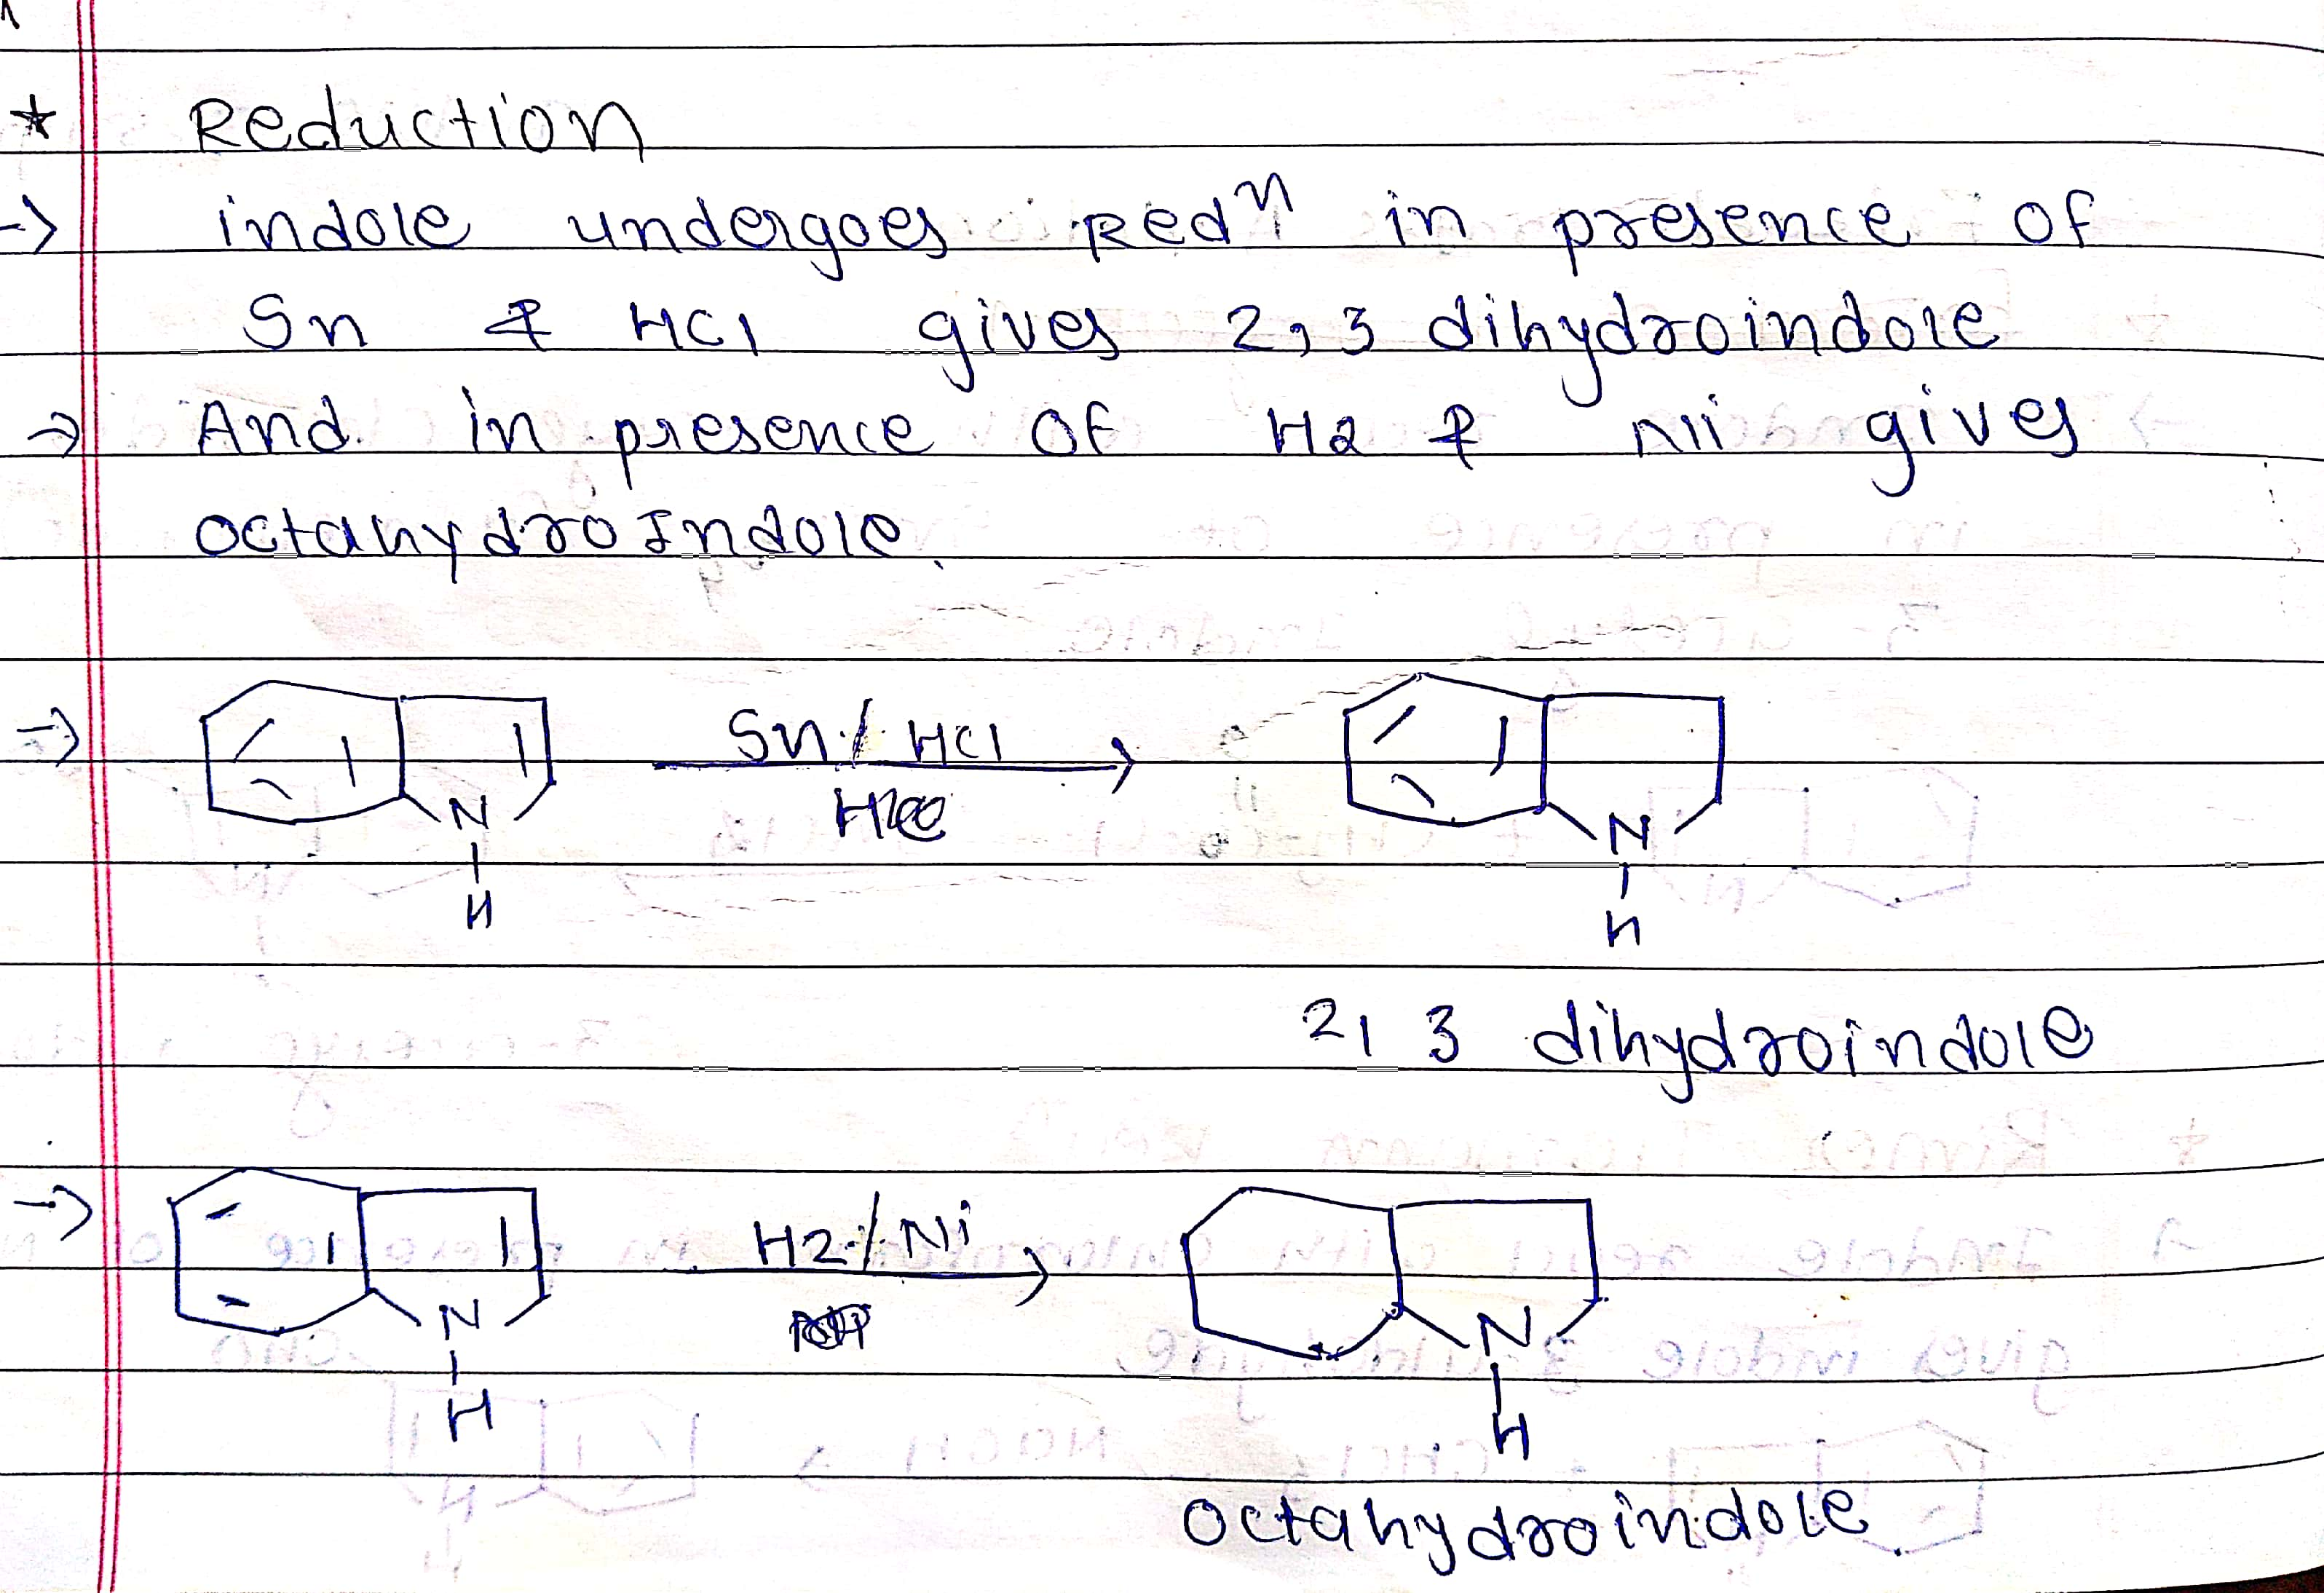 * Reduction
→ indole undergoes Redⁿ in presence of
Sn & HCl gives 2,3 dihydroindole
→ And in presence of H2 & Ni gives
octahydroIndole.
→ Sn / HCl
N
H
N
H
2, 3 dihydroindole
→ H2 / Ni
N
H
N
H
octahydroindole